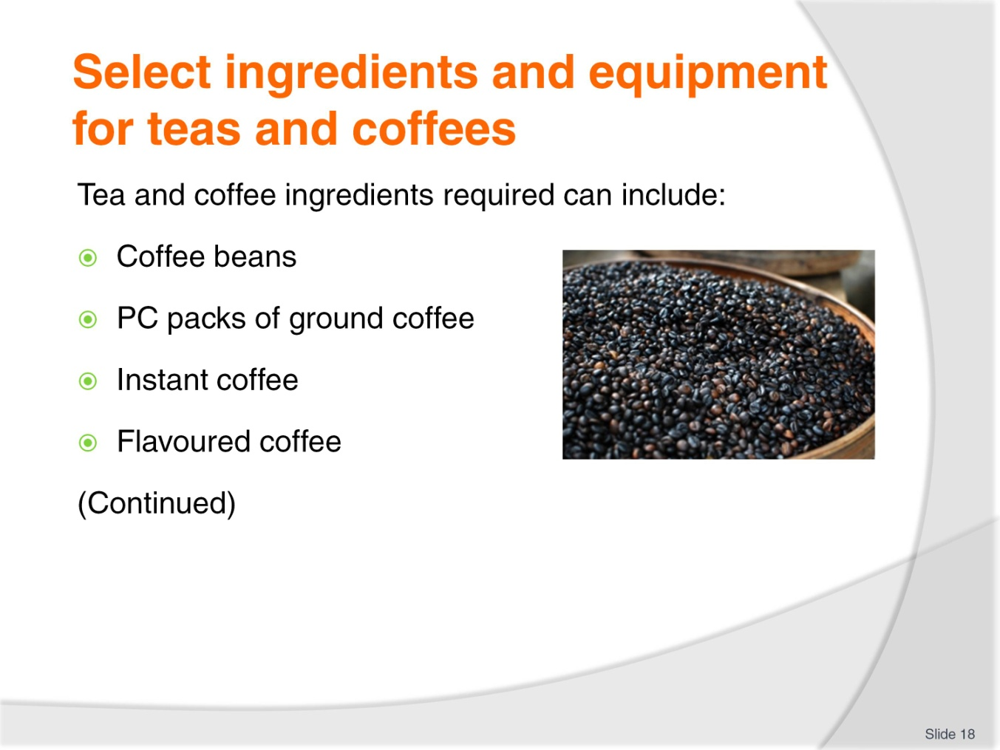 Select ingredients and equipment
for teas and coffees
Tea and coffee ingredients required can include:
Coffee beans
PC packs of ground coffee
Instant coffee
Flavoured coffee
(Continued)
Slide 18